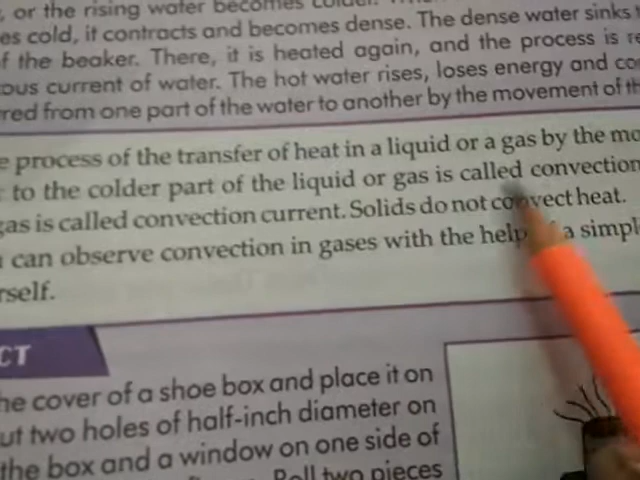 , or the rising water becomes colder.
es cold, it contracts and becomes dense. The dense water sinks
f the beaker. There, it is heated again, and the process is re
ous current of water. The hot water rises, loses energy and co
red from one part of the water to another by the movement of th
e process of the transfer of heat in a liquid or a gas by the mo
to the colder part of the liquid or gas is called convection
gas is called convection current. Solids do not convect heat.
can observe convection in gases with the help a simpl
rself.
CT
he cover of a shoe box and place it on
ut two holes of half-inch diameter on
the box and a window on one side of
Roll two pieces